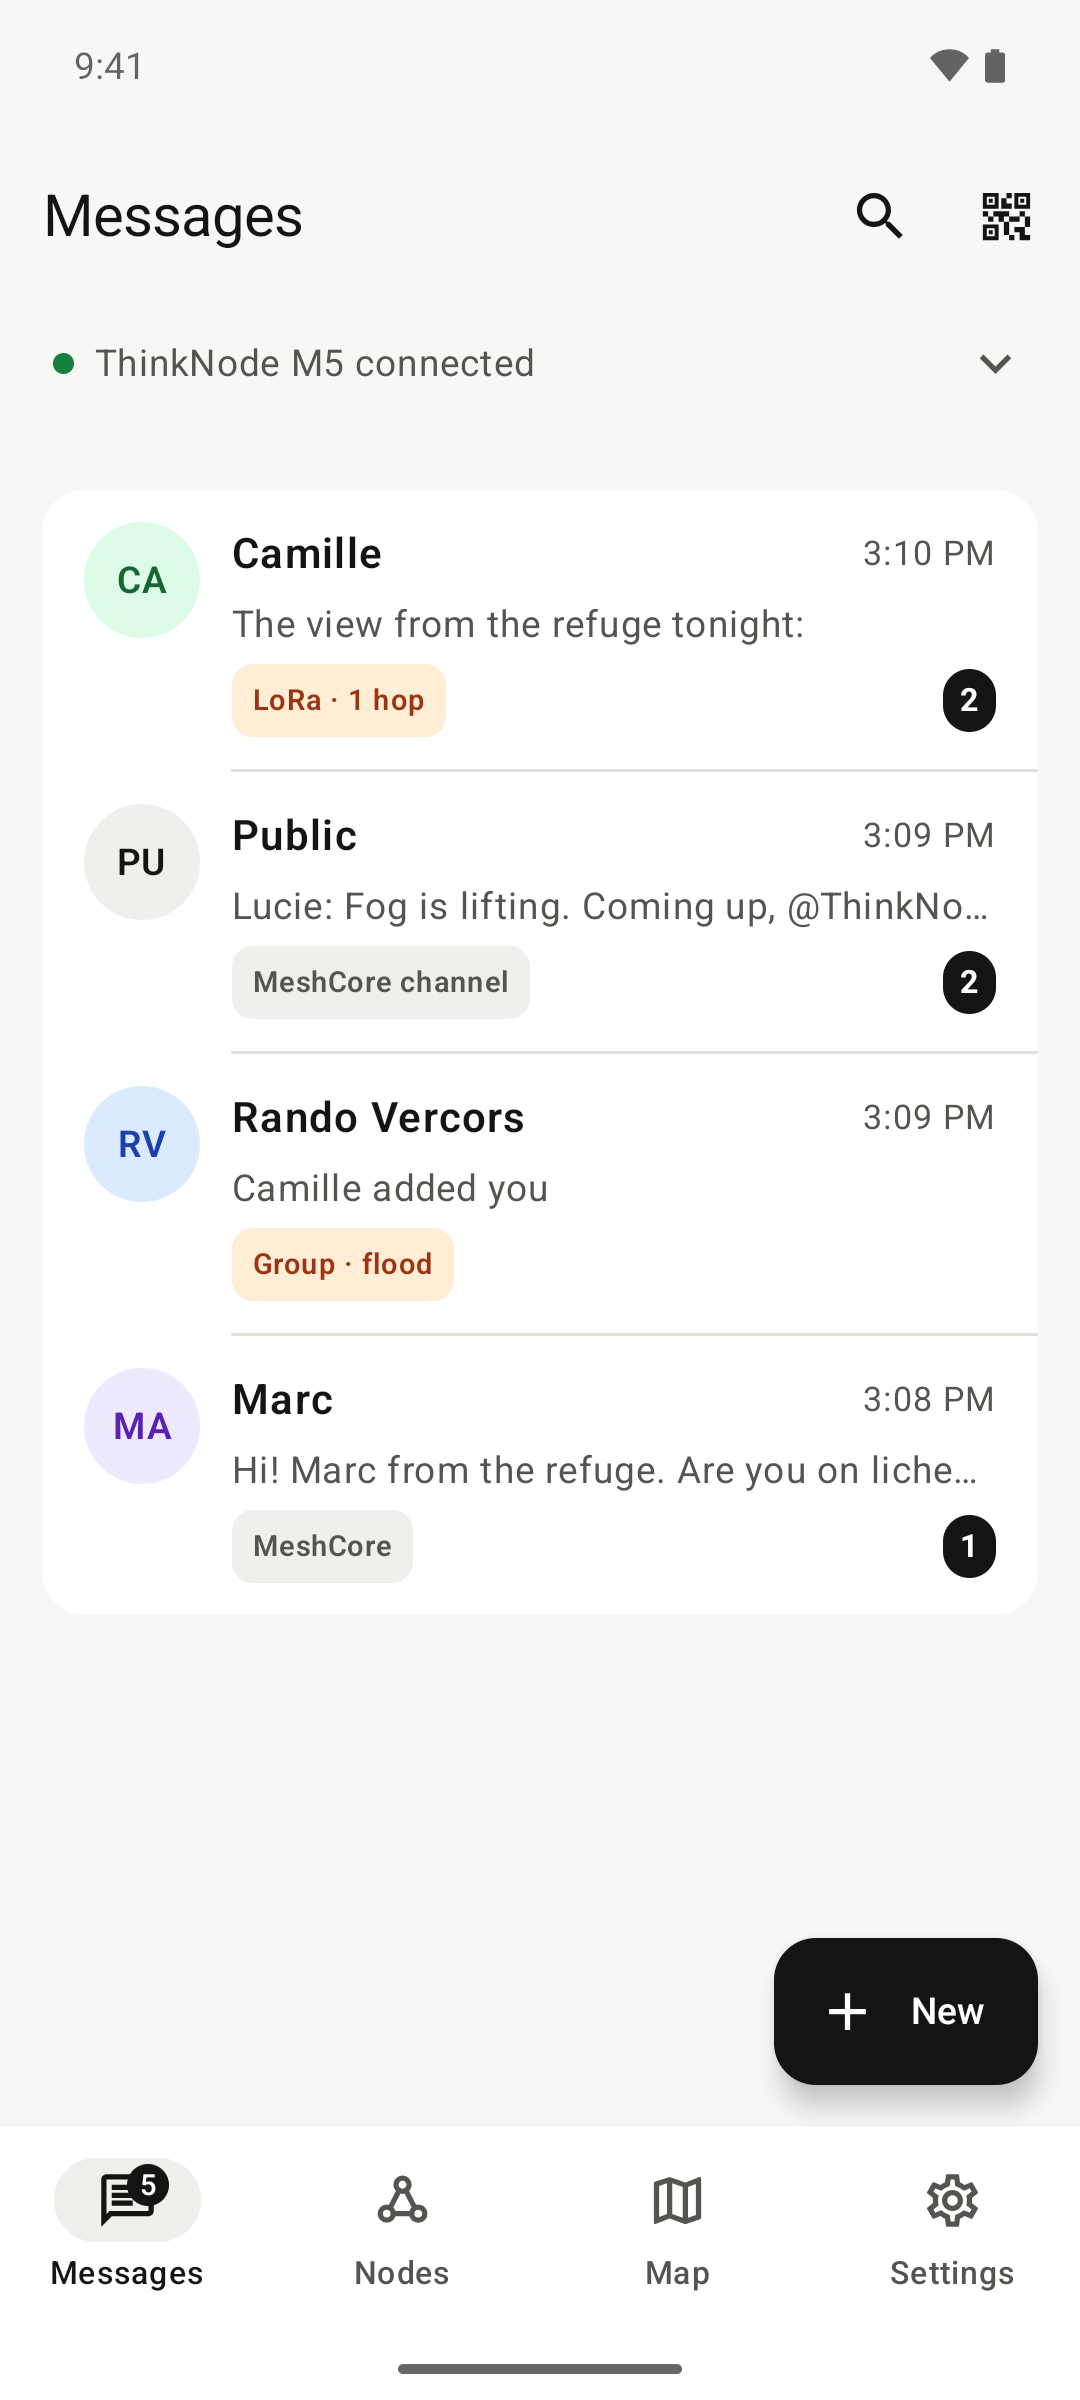 9:41
Messages
ThinkNode M5 connected
CA
Camille
3:10 PM
The view from the refuge tonight:
LoRa · 1 hop
2
PU
Public
3:09 PM
Lucie: Fog is lifting. Coming up, @ThinkNo…
MeshCore channel
2
RV
Rando Vercors
3:09 PM
Camille added you
Group · flood
MA
Marc
3:08 PM
Hi! Marc from the refuge. Are you on liche…
MeshCore
1
New
5
Messages
Nodes
Map
Settings